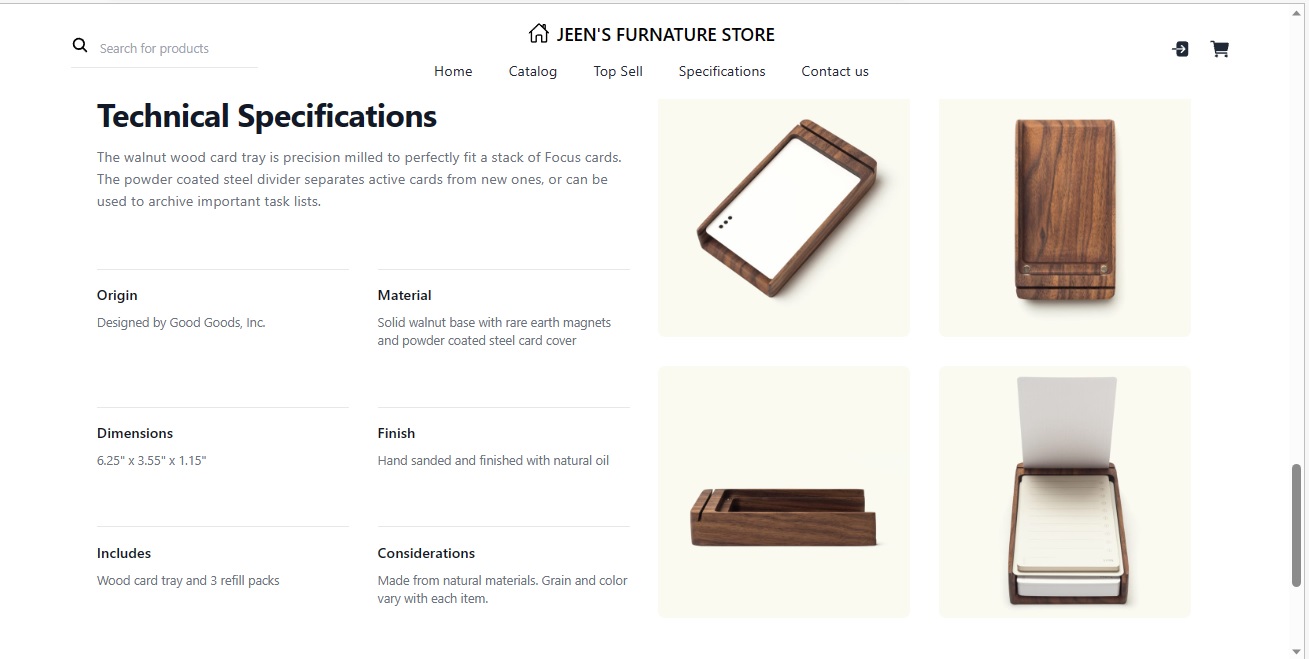 JEEN'S FURNATURE STORE
Search for products
Home Catalog Top Sell Specifications Contact us
Technical Specifications
The walnut wood card tray is precision milled to perfectly fit a stack of Focus cards.
The powder coated steel divider separates active cards from new ones, or can be
used to archive important task lists.
Origin
Designed by Good Goods, Inc.
Material
Solid walnut base with rare earth magnets
and powder coated steel card cover
Dimensions
6.25" x 3.55" x 1.15"
Finish
Hand sanded and finished with natural oil
Includes
Wood card tray and 3 refill packs
Considerations
Made from natural materials. Grain and color
vary with each item.